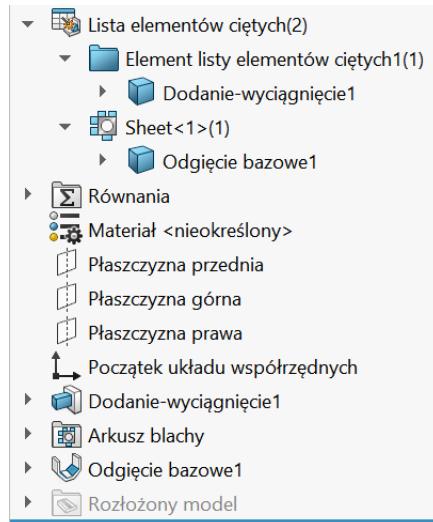 Lista elementów ciętych(2)
Element listy elementów ciętych1(1)
Dodanie-wyciągnięcie1
Sheet<1>(1)
Odgięcie bazowe1
Równania
Materiał <nieokreślony>
Płaszczyzna przednia
Płaszczyzna górna
Płaszczyzna prawa
Początek układu współrzędnych
Dodanie-wyciągnięcie1
Arkusz blachy
Odgięcie bazowe1
Rozłożony model